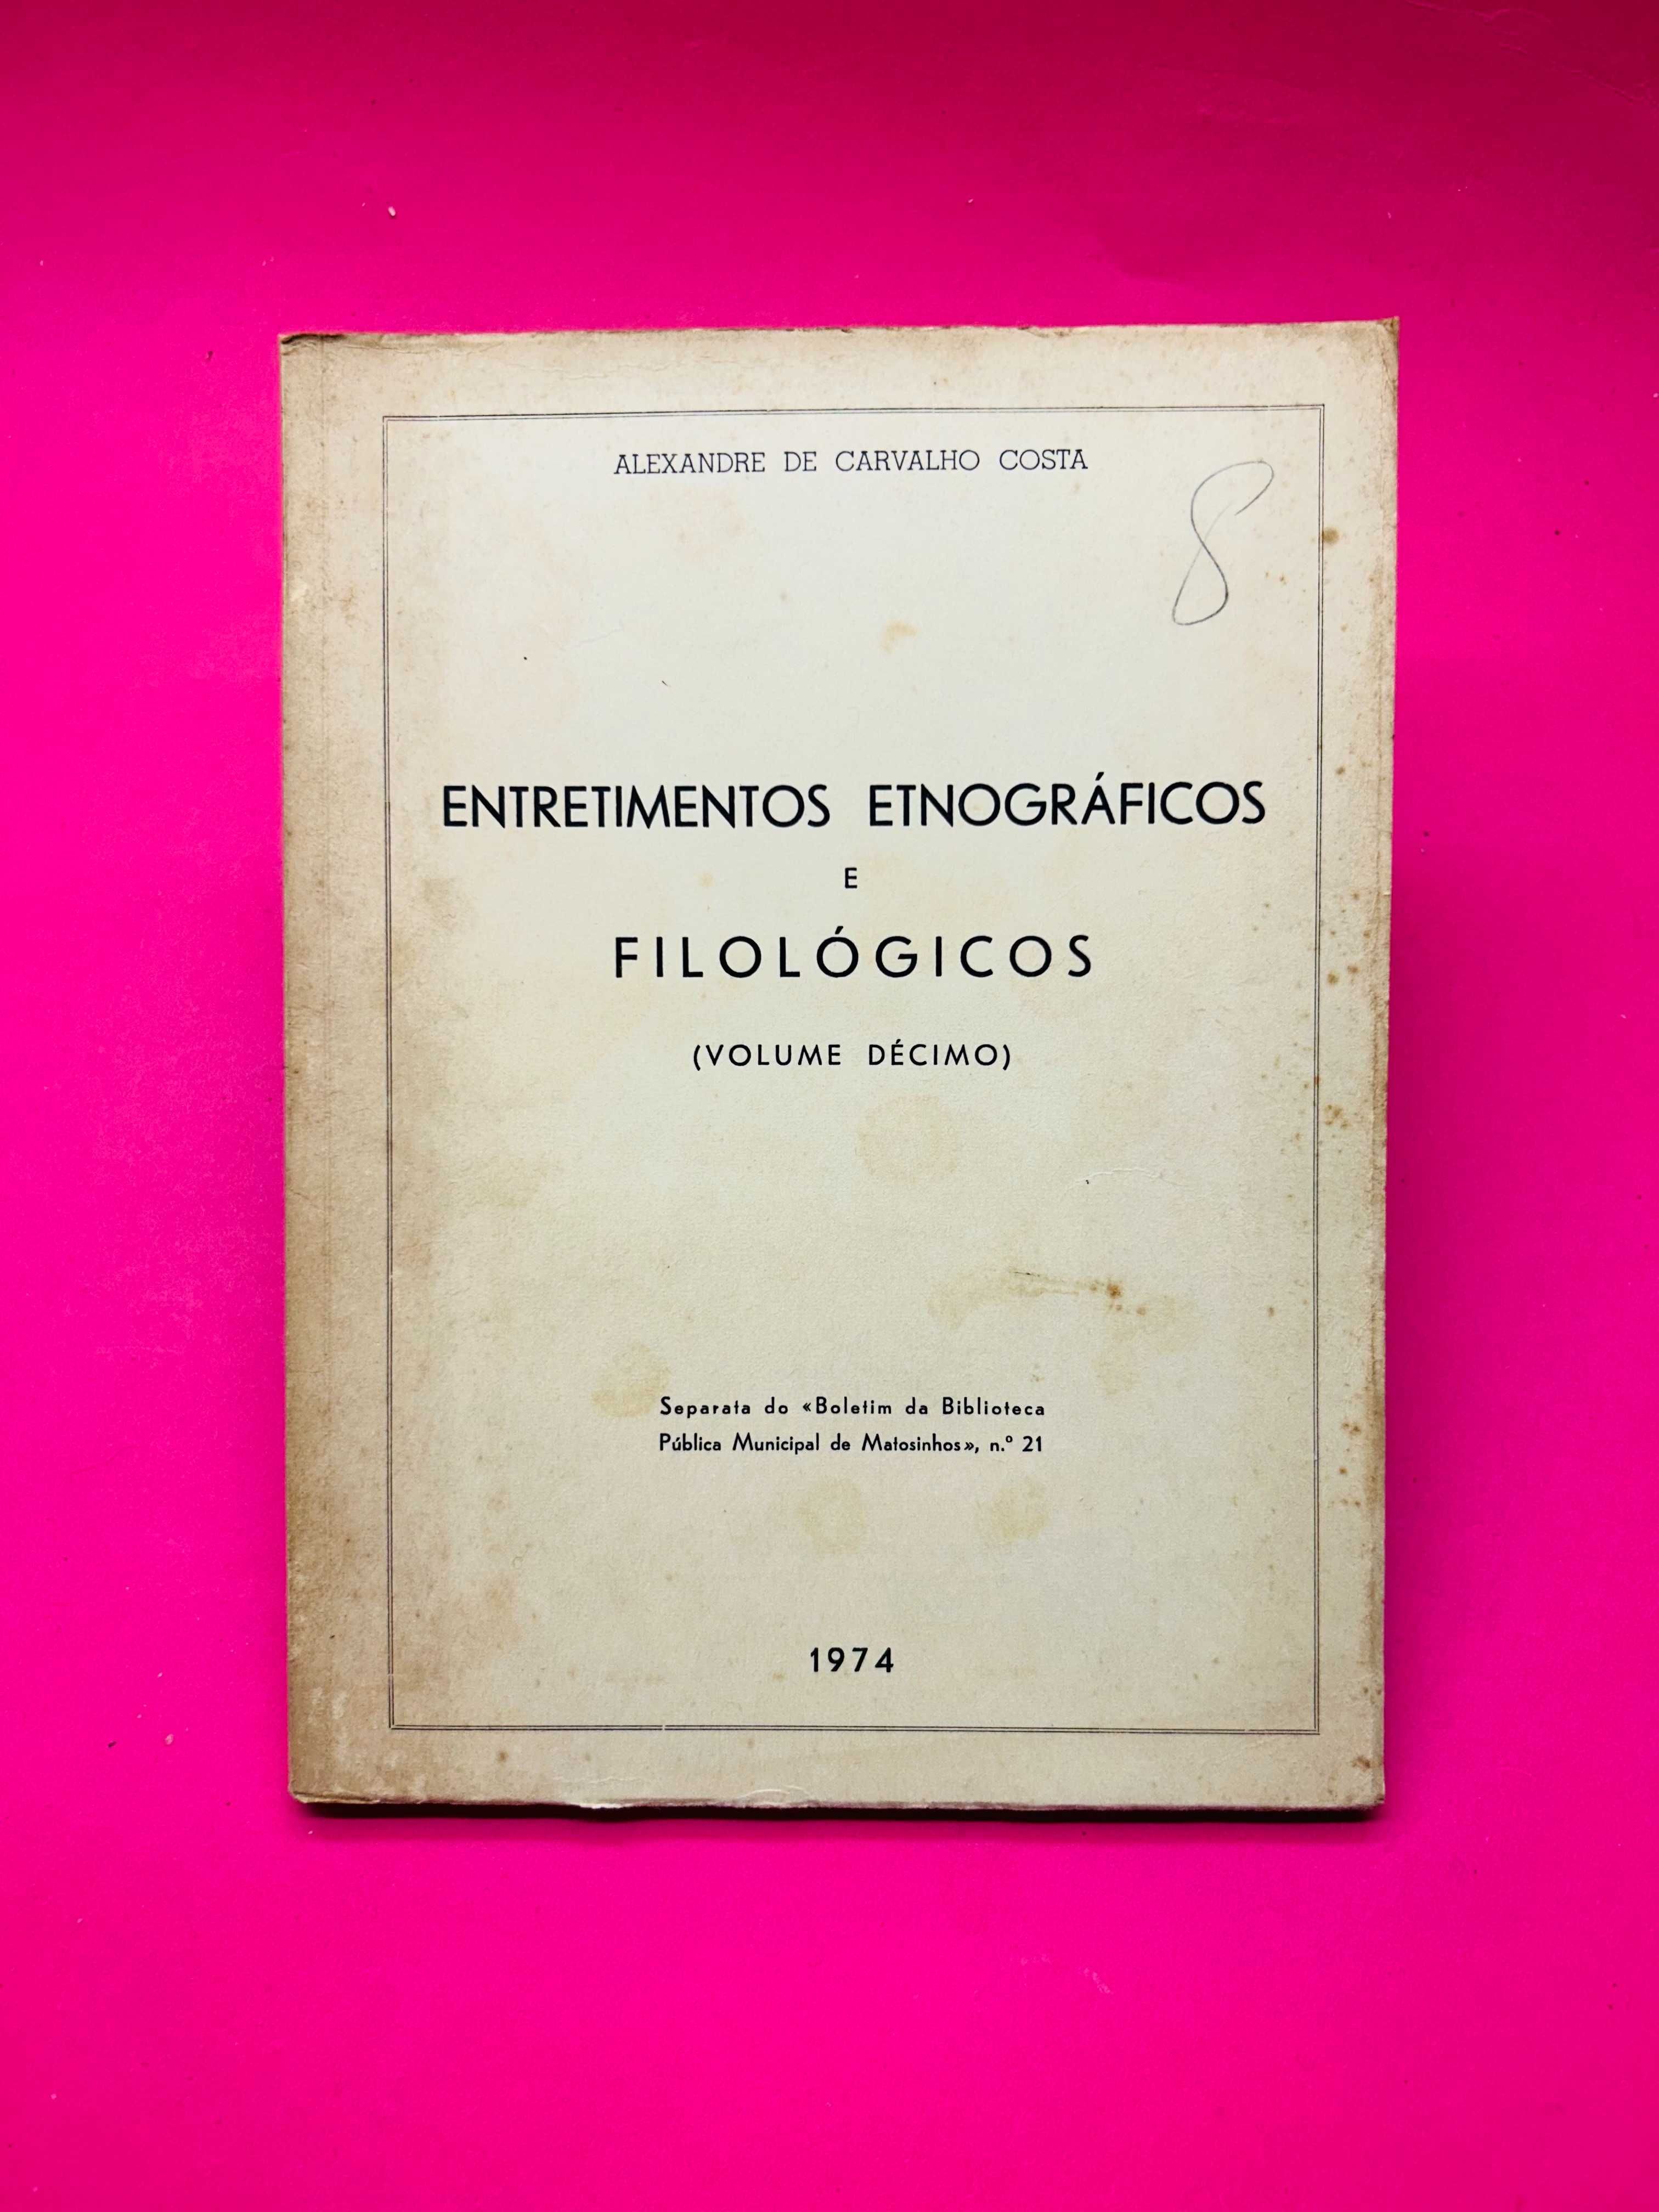 ALEXANDRE DE CARVALHO COSTA
8
ENTRETIMENTOS ETNOGRÁFICOS
E
FILOLÓGICOS
(VOLUME DÉCIMO)
Separata do «Boletim da Biblioteca
Pública Municipal de Matosinhos», n.º 21
1974